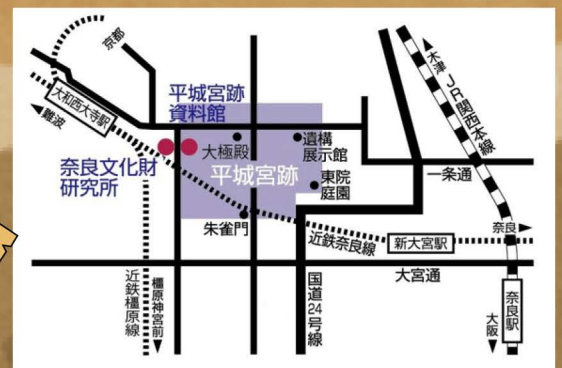 京都
木津
JR関西本線
大和西大寺駅
難波
平城宮跡
資料館
大極殿
遺構
展示館
奈良文化財
研究所
平城宮跡
東院
庭園
一条通
朱雀門
近鉄奈良線
新大宮駅
奈良
大宮通
近鉄橿原線
橿原神宮前
国道24号線
大阪
奈良駅